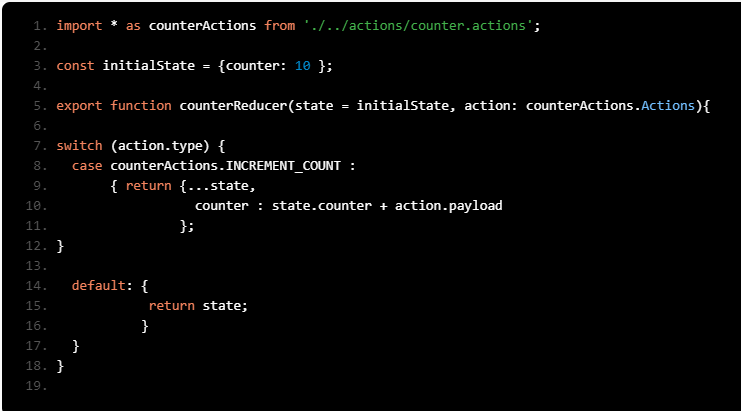 1. import * as counterActions from './../actions/counter.actions';
2.
3. const initialState = {counter: 10 };
4.
5. export function counterReducer(state = initialState, action: counterActions.Actions){
6.
7. switch (action.type) {
8.   case counterActions.INCREMENT_COUNT :
9.        { return {...state,
10.                   counter : state.counter + action.payload
11.                 };
12. }
13.
14.   default: {
15.             return state;
16.            }
17.   }
18. }
19.